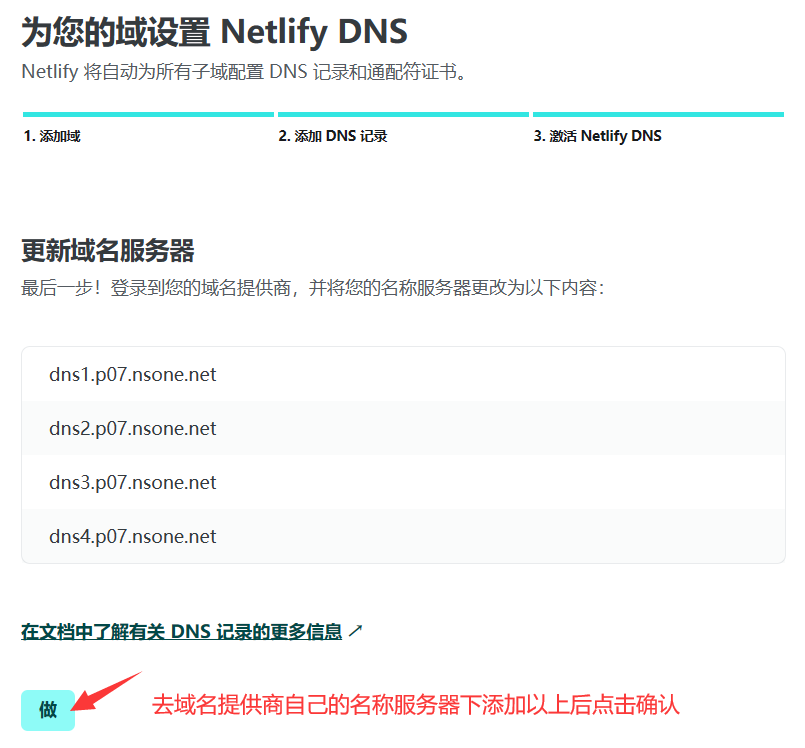 为您的域设置 Netlify DNS
Netlify 将自动为所有子域配置 DNS 记录和通配符证书。
1. 添加域
2. 添加 DNS 记录
3. 激活 Netlify DNS
更新域名服务器
最后一步！登录到您的域名提供商，并将您的名称服务器更改为以下内容：
dns1.p07.nsone.net
dns2.p07.nsone.net
dns3.p07.nsone.net
dns4.p07.nsone.net
在文档中了解有关 DNS 记录的更多信息 ↗
做
去域名提供商自己的名称服务器下添加以上后点击确认